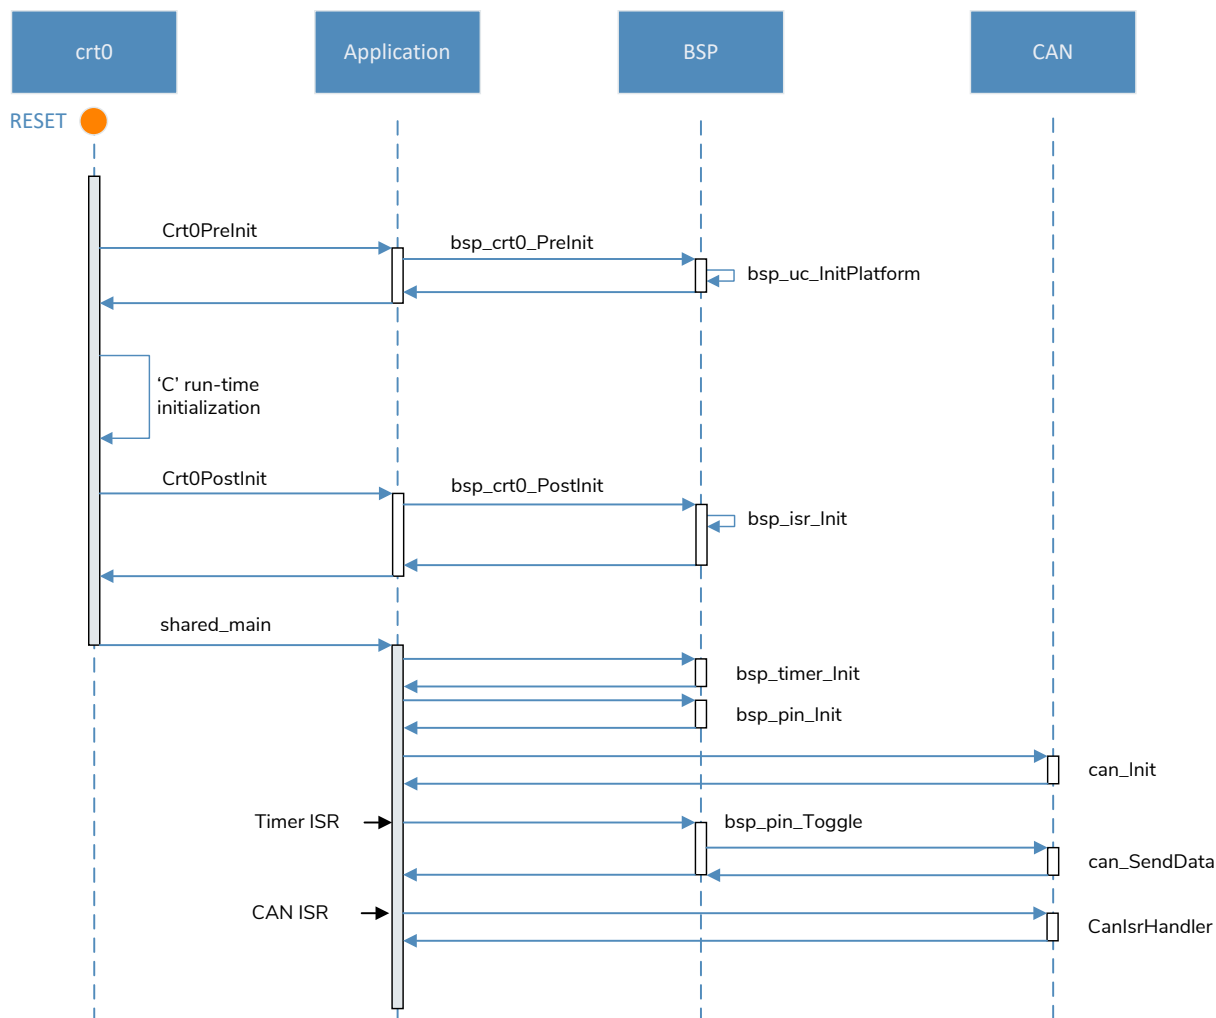 crt0
Application
BSP
CAN
RESET
Crt0PreInit
bsp_crt0_PreInit
bsp_uc_InitPlatform
‘C’ run-time
initialization
Crt0PostInit
bsp_crt0_PostInit
bsp_isr_Init
shared_main
bsp_timer_Init
bsp_pin_Init
can_Init
Timer ISR
bsp_pin_Toggle
can_SendData
CAN ISR
CanIsrHandler